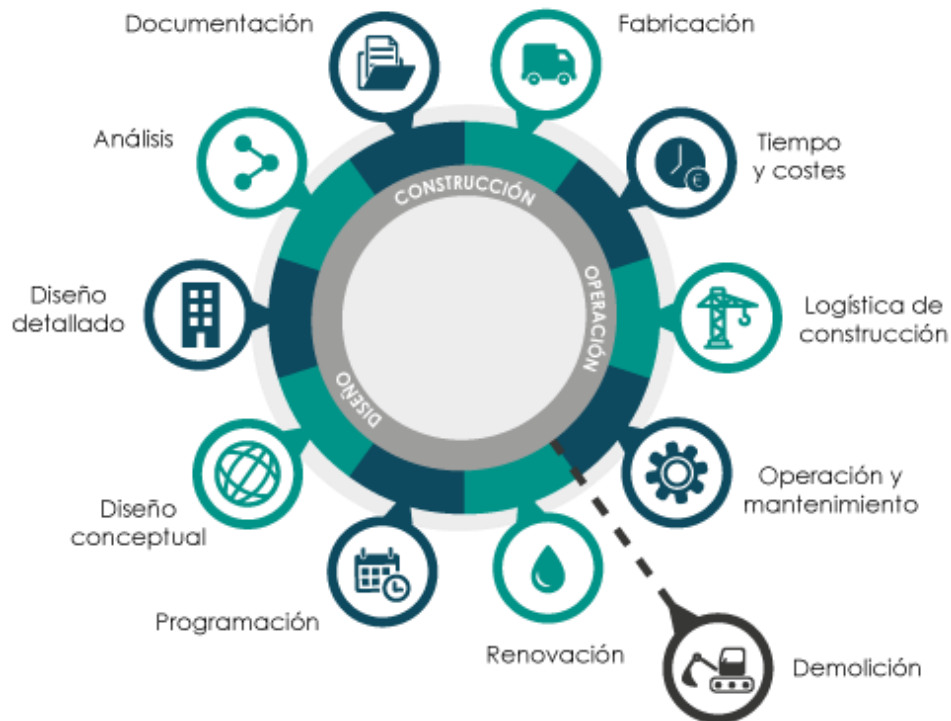 Documentación
Fabricación
Análisis
Tiempo
y costes
CONSTRUCCIÓN
Diseño
detallado
OPERACIÓN
Logística de
construcción
DISEÑO
Diseño
conceptual
Operación y
mantenimiento
Programación
Renovación
Demolición
€